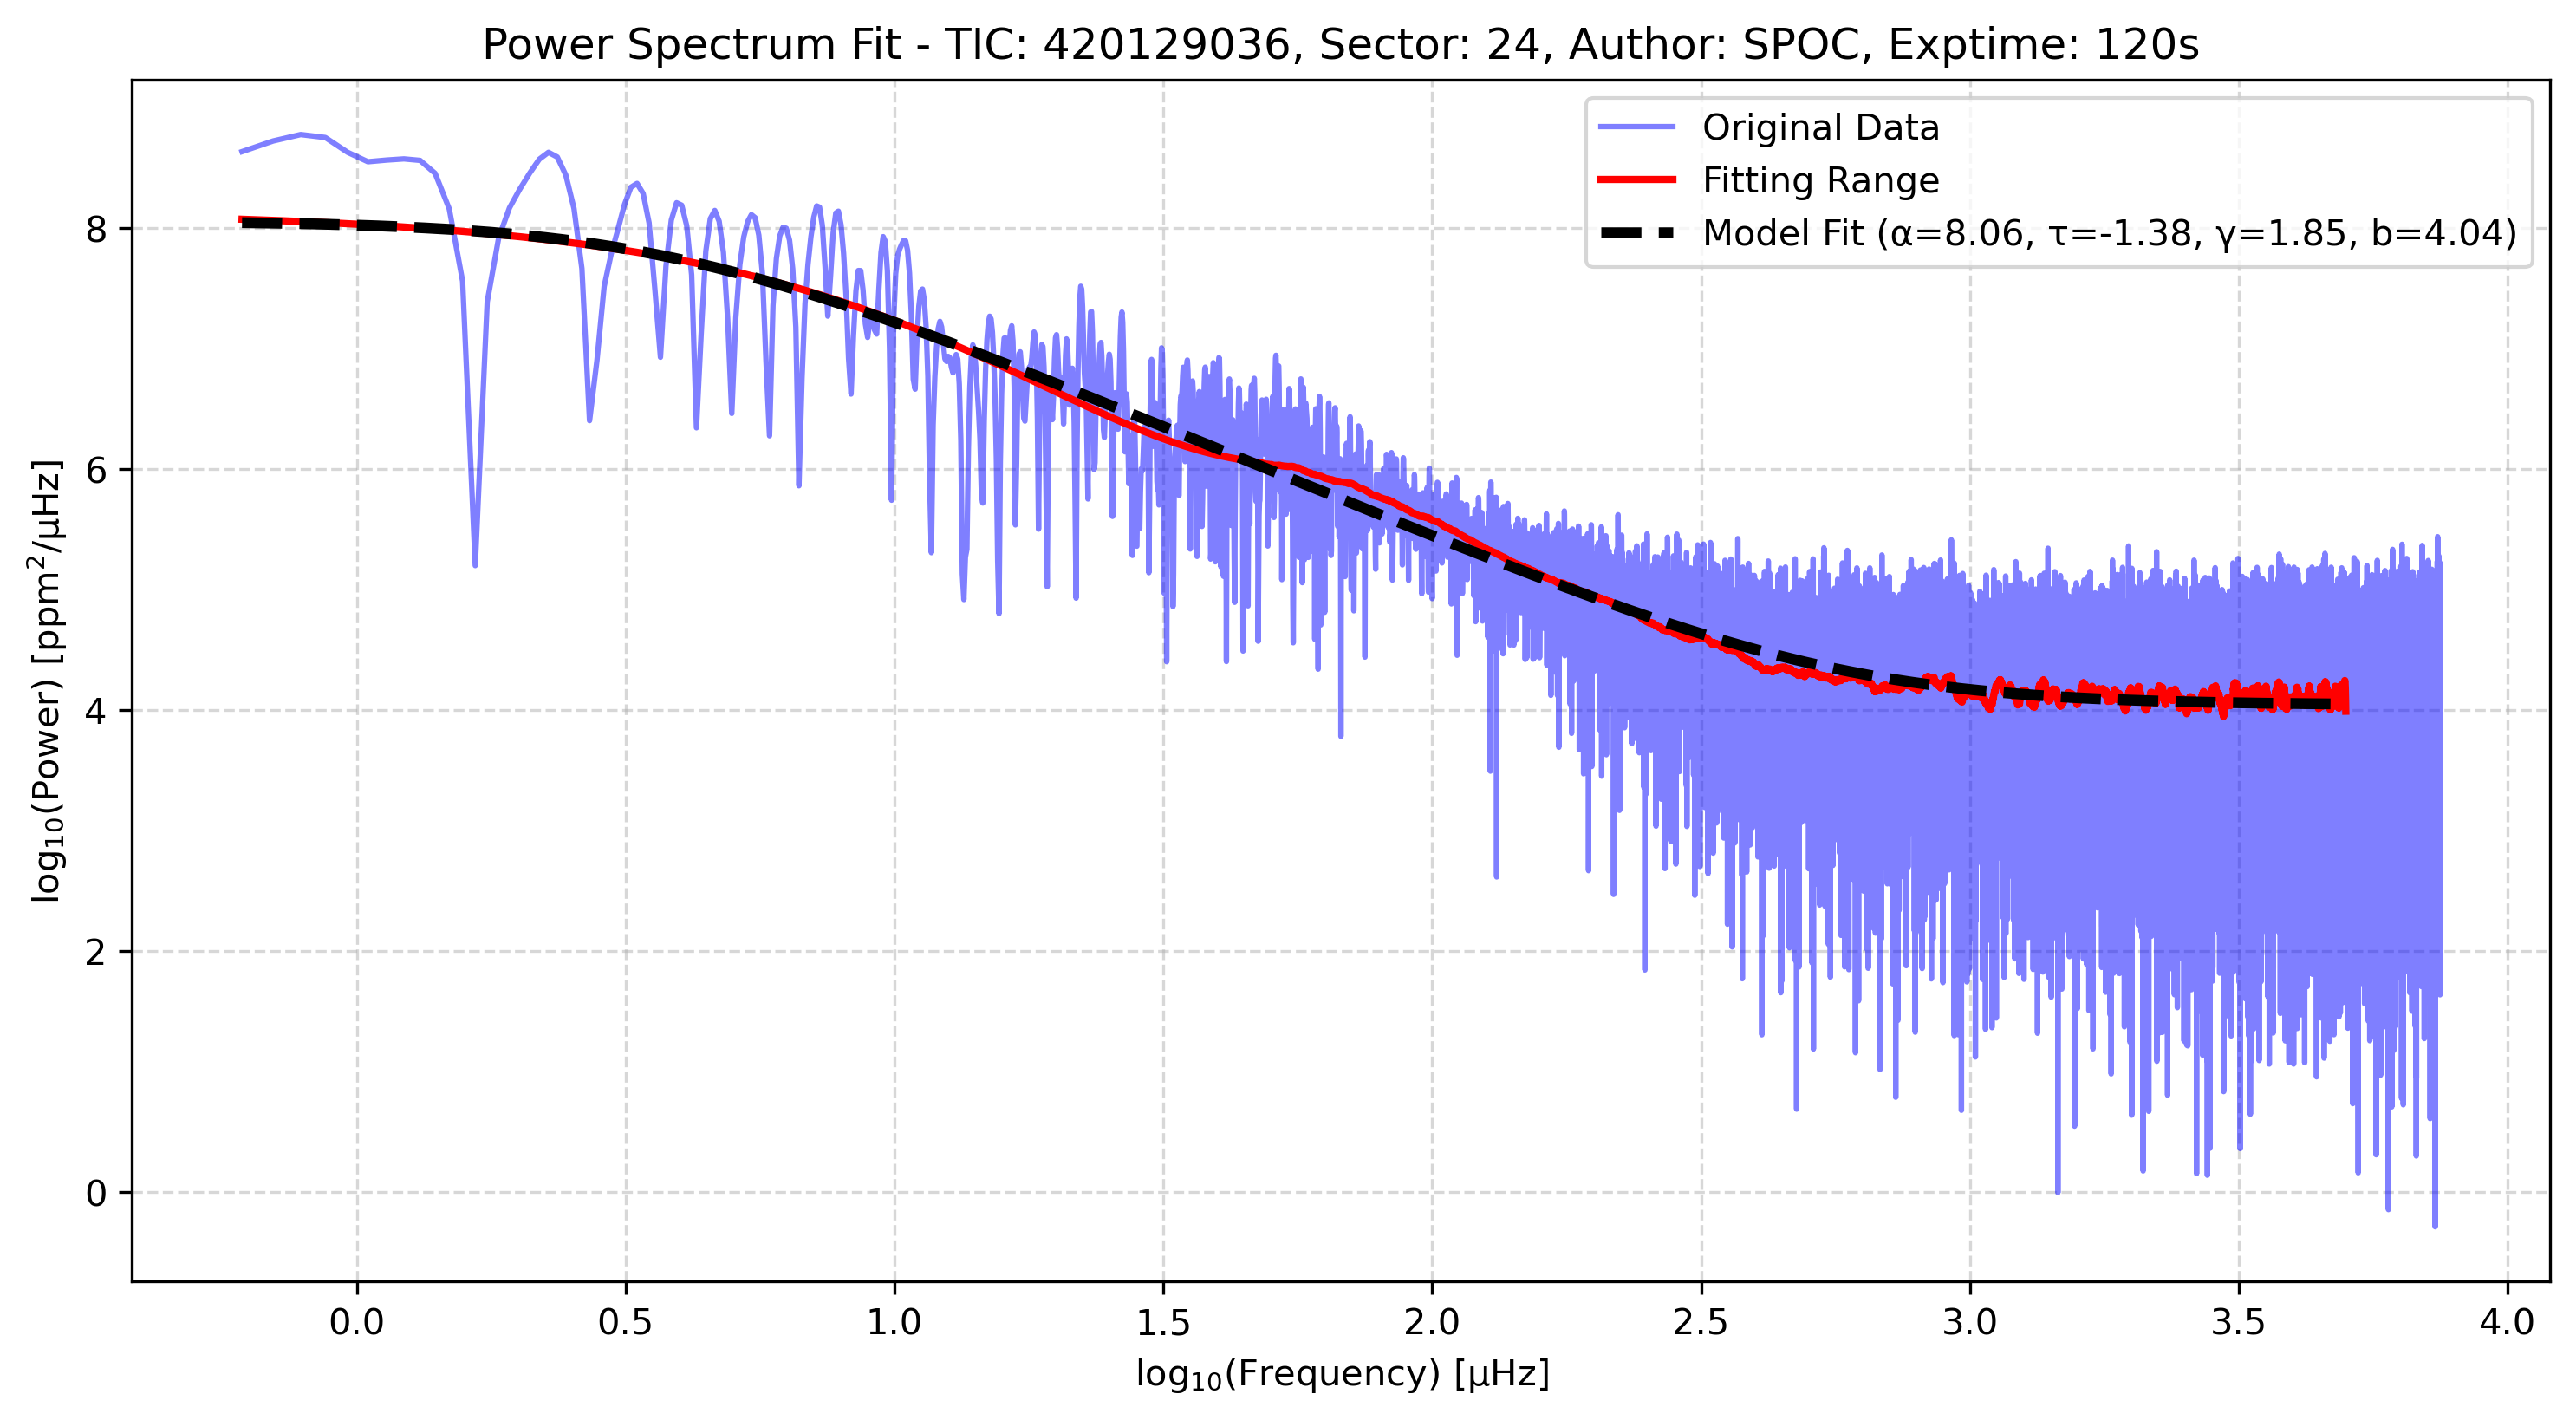 Power Spectrum Fit - TIC: 420129036, Sector: 24, Author: SPOC, Exptime: 120s
Original Data
Fitting Range
Model Fit (α=8.06, τ=-1.38, γ=1.85, b=4.04)
log₁₀(Power) [ppm²/μHz]
8
6
4
2
0
0.0 0.5 1.0 1.5 2.0 2.5 3.0 3.5 4.0
log₁₀(Frequency) [μHz]